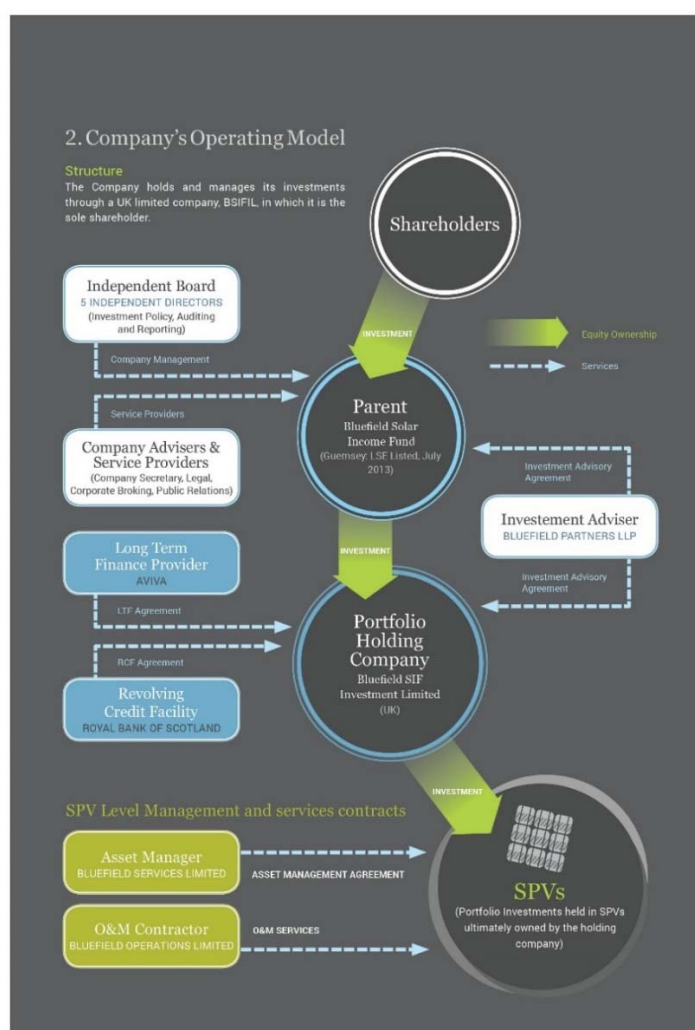 2. Company's Operating Model
Structure
The Company holds and manages its investments
through a UK limited company, BSIFIL, in which it is the
sole shareholder.
Shareholders
INVESTMENT
Equity Ownership
Services
Independent Board
5 INDEPENDENT DIRECTORS
(Investment Policy, Auditing
and Reporting)
Company Management
Service Providers
Company Advisers &
Service Providers
(Company Secretary, Legal,
Corporate Broking, Public Relations)
Parent
Bluefield Solar
Income Fund
(Guernsey: LSE Listed, July
2013)
Investment Advisory
Agreement
Investement Adviser
BLUEFIELD PARTNERS LLP
Investment Advisory
Agreement
INVESTMENT
Long Term
Finance Provider
AVIVA
LTF Agreement
RCF Agreement
Revolving
Credit Facility
ROYAL BANK OF SCOTLAND
Portfolio
Holding
Company
Bluefield SIF
Investment Limited
(UK)
INVESTMENT
SPV Level Management and services contracts
Asset Manager
BLUEFIELD SERVICES LIMITED
ASSET MANAGEMENT AGREEMENT
O&M Contractor
BLUEFIELD OPERATIONS LIMITED
O&M SERVICES
SPVs
(Portfolio Investments held in SPVs
ultimately owned by the holding
company)